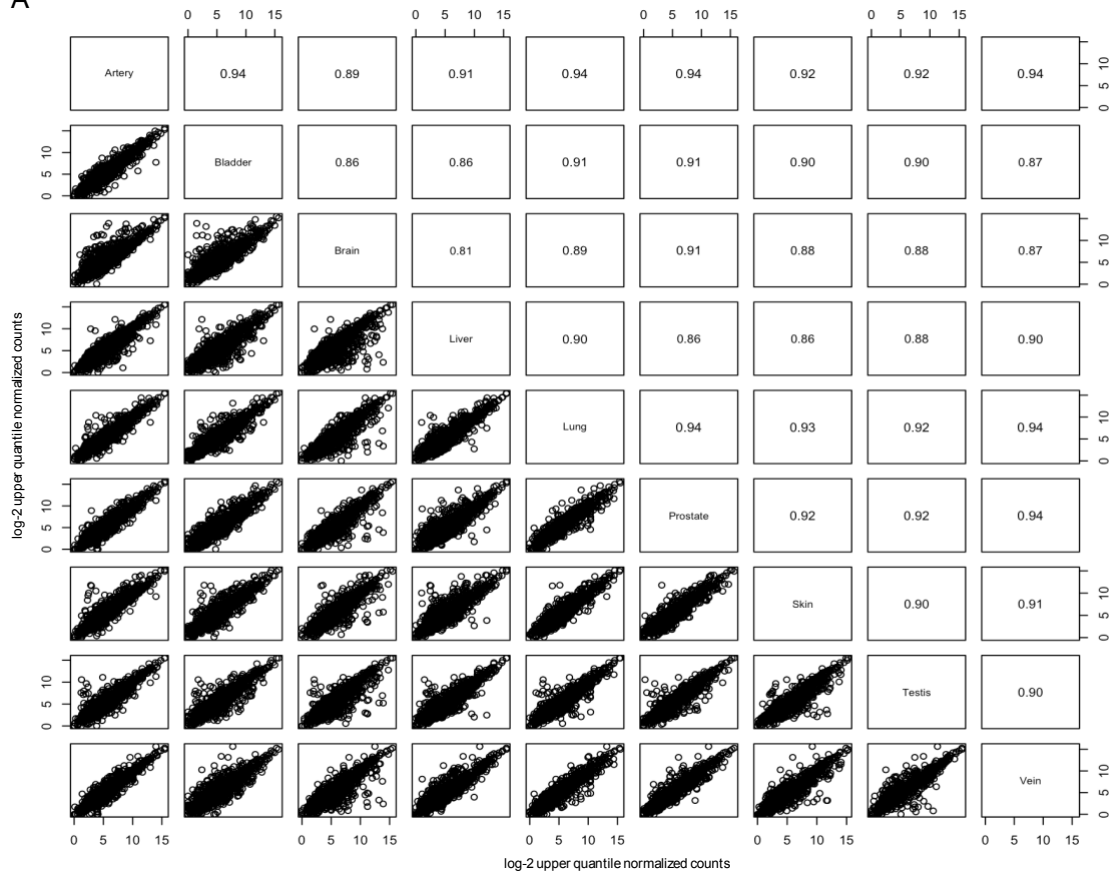 A
0 5 10 15 0 5 10 15 0 5 10 15 0 5 10 15
Artery 0.94 0.89 0.91 0.94 0.94 0.92 0.92 0.94 0 5 10
0 5 10 Bladder 0.86 0.86 0.91 0.91 0.90 0.90 0.87
Brain 0.81 0.89 0.91 0.88 0.88 0.87 0 5 10
0 5 10 Liver 0.90 0.86 0.86 0.88 0.90
Lung 0.94 0.93 0.92 0.94 0 5 10
log-2 upper quantile normalized counts
0 5 10 Prostate 0.92 0.92 0.94
Skin 0.90 0.91 0 5 10
0 5 10 Testis 0.90
Vein 0 5 10
0 5 10 15 0 5 10 15 0 5 10 15 0 5 10 15 0 5 10 15
log-2 upper quantile normalized counts